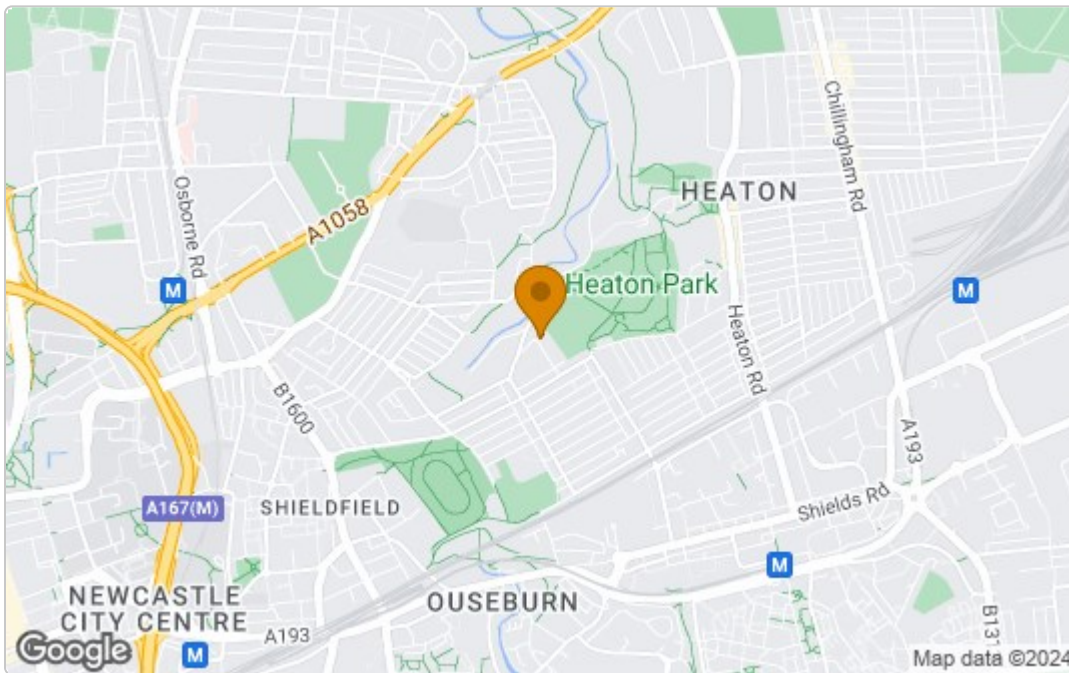 Chillingham Rd
Osborne Rd
HEATON
A1058
M
Heaton Park
M
Heaton Rd
B1600
A193
A167(M)
SHIELDFIELD
Shields Rd
M
NEWCASTLE
CITY CENTRE
OUSEBURN
A193
M
B131
Google
Map data ©2024